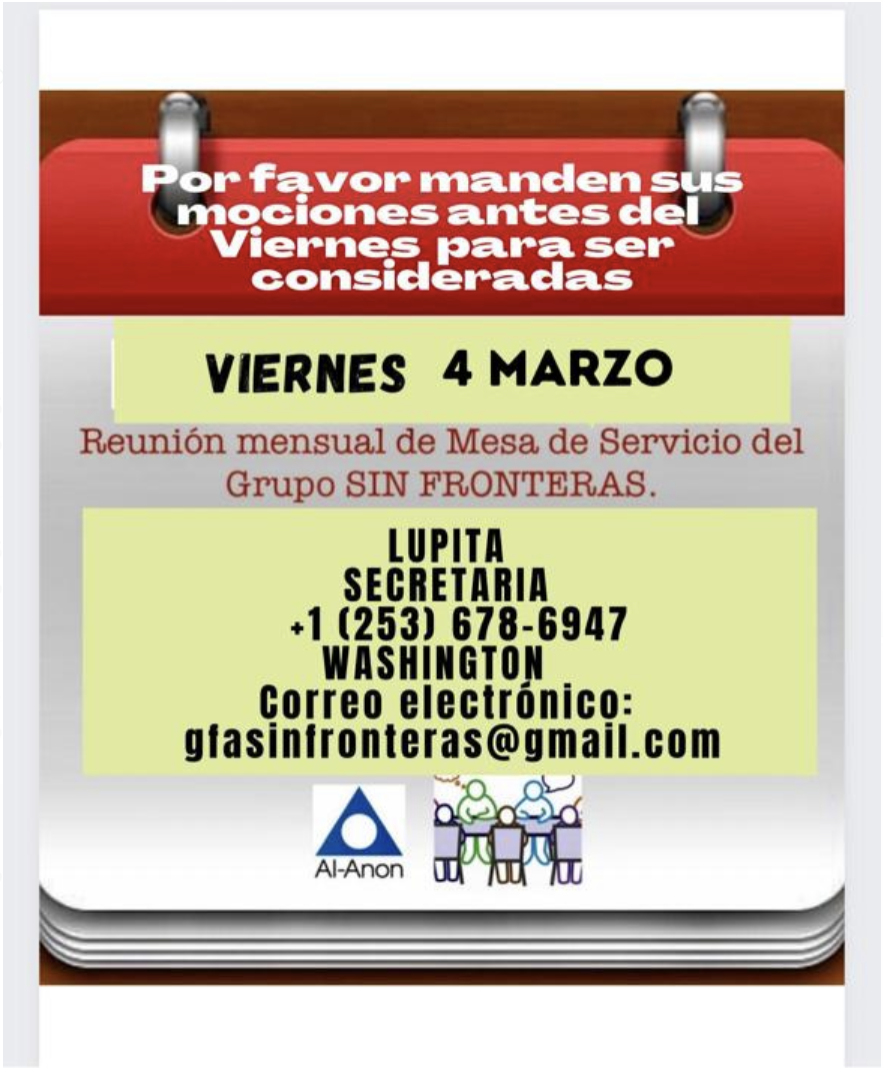 Por favor manden sus
mociones antes del
Viernes para ser
consideradas
VIERNES 4 MARZO
Reunión mensual de Mesa de Servicio del
Grupo SIN FRONTERAS.
LUPITA
SECRETARIA
+1 (253) 678-6947
WASHINGTON
Correo electrónico:
gfasinfronteras@gmail.com
Al-Anon